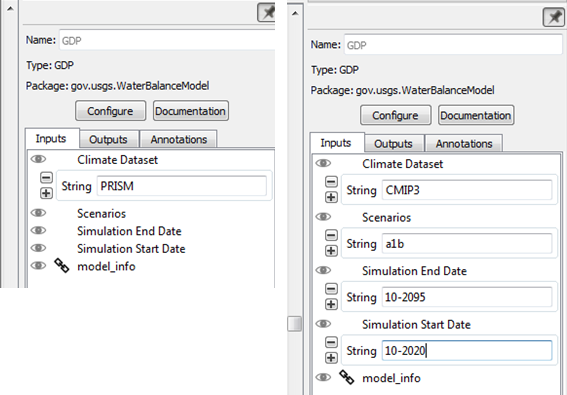 Name: GDP
Type: GDP
Package: gov.usgs.WaterBalanceModel
Configure Documentation
Inputs Outputs Annotations
Climate Dataset
String PRISM
Scenarios
Simulation End Date
Simulation Start Date
model_info
Name: GDP
Type: GDP
Package: gov.usgs.WaterBalanceModel
Configure Documentation
Inputs Outputs Annotations
Climate Dataset
String CMIP3
Scenarios
String a1b
Simulation End Date
String 10-2095
Simulation Start Date
String 10-2020
model_info